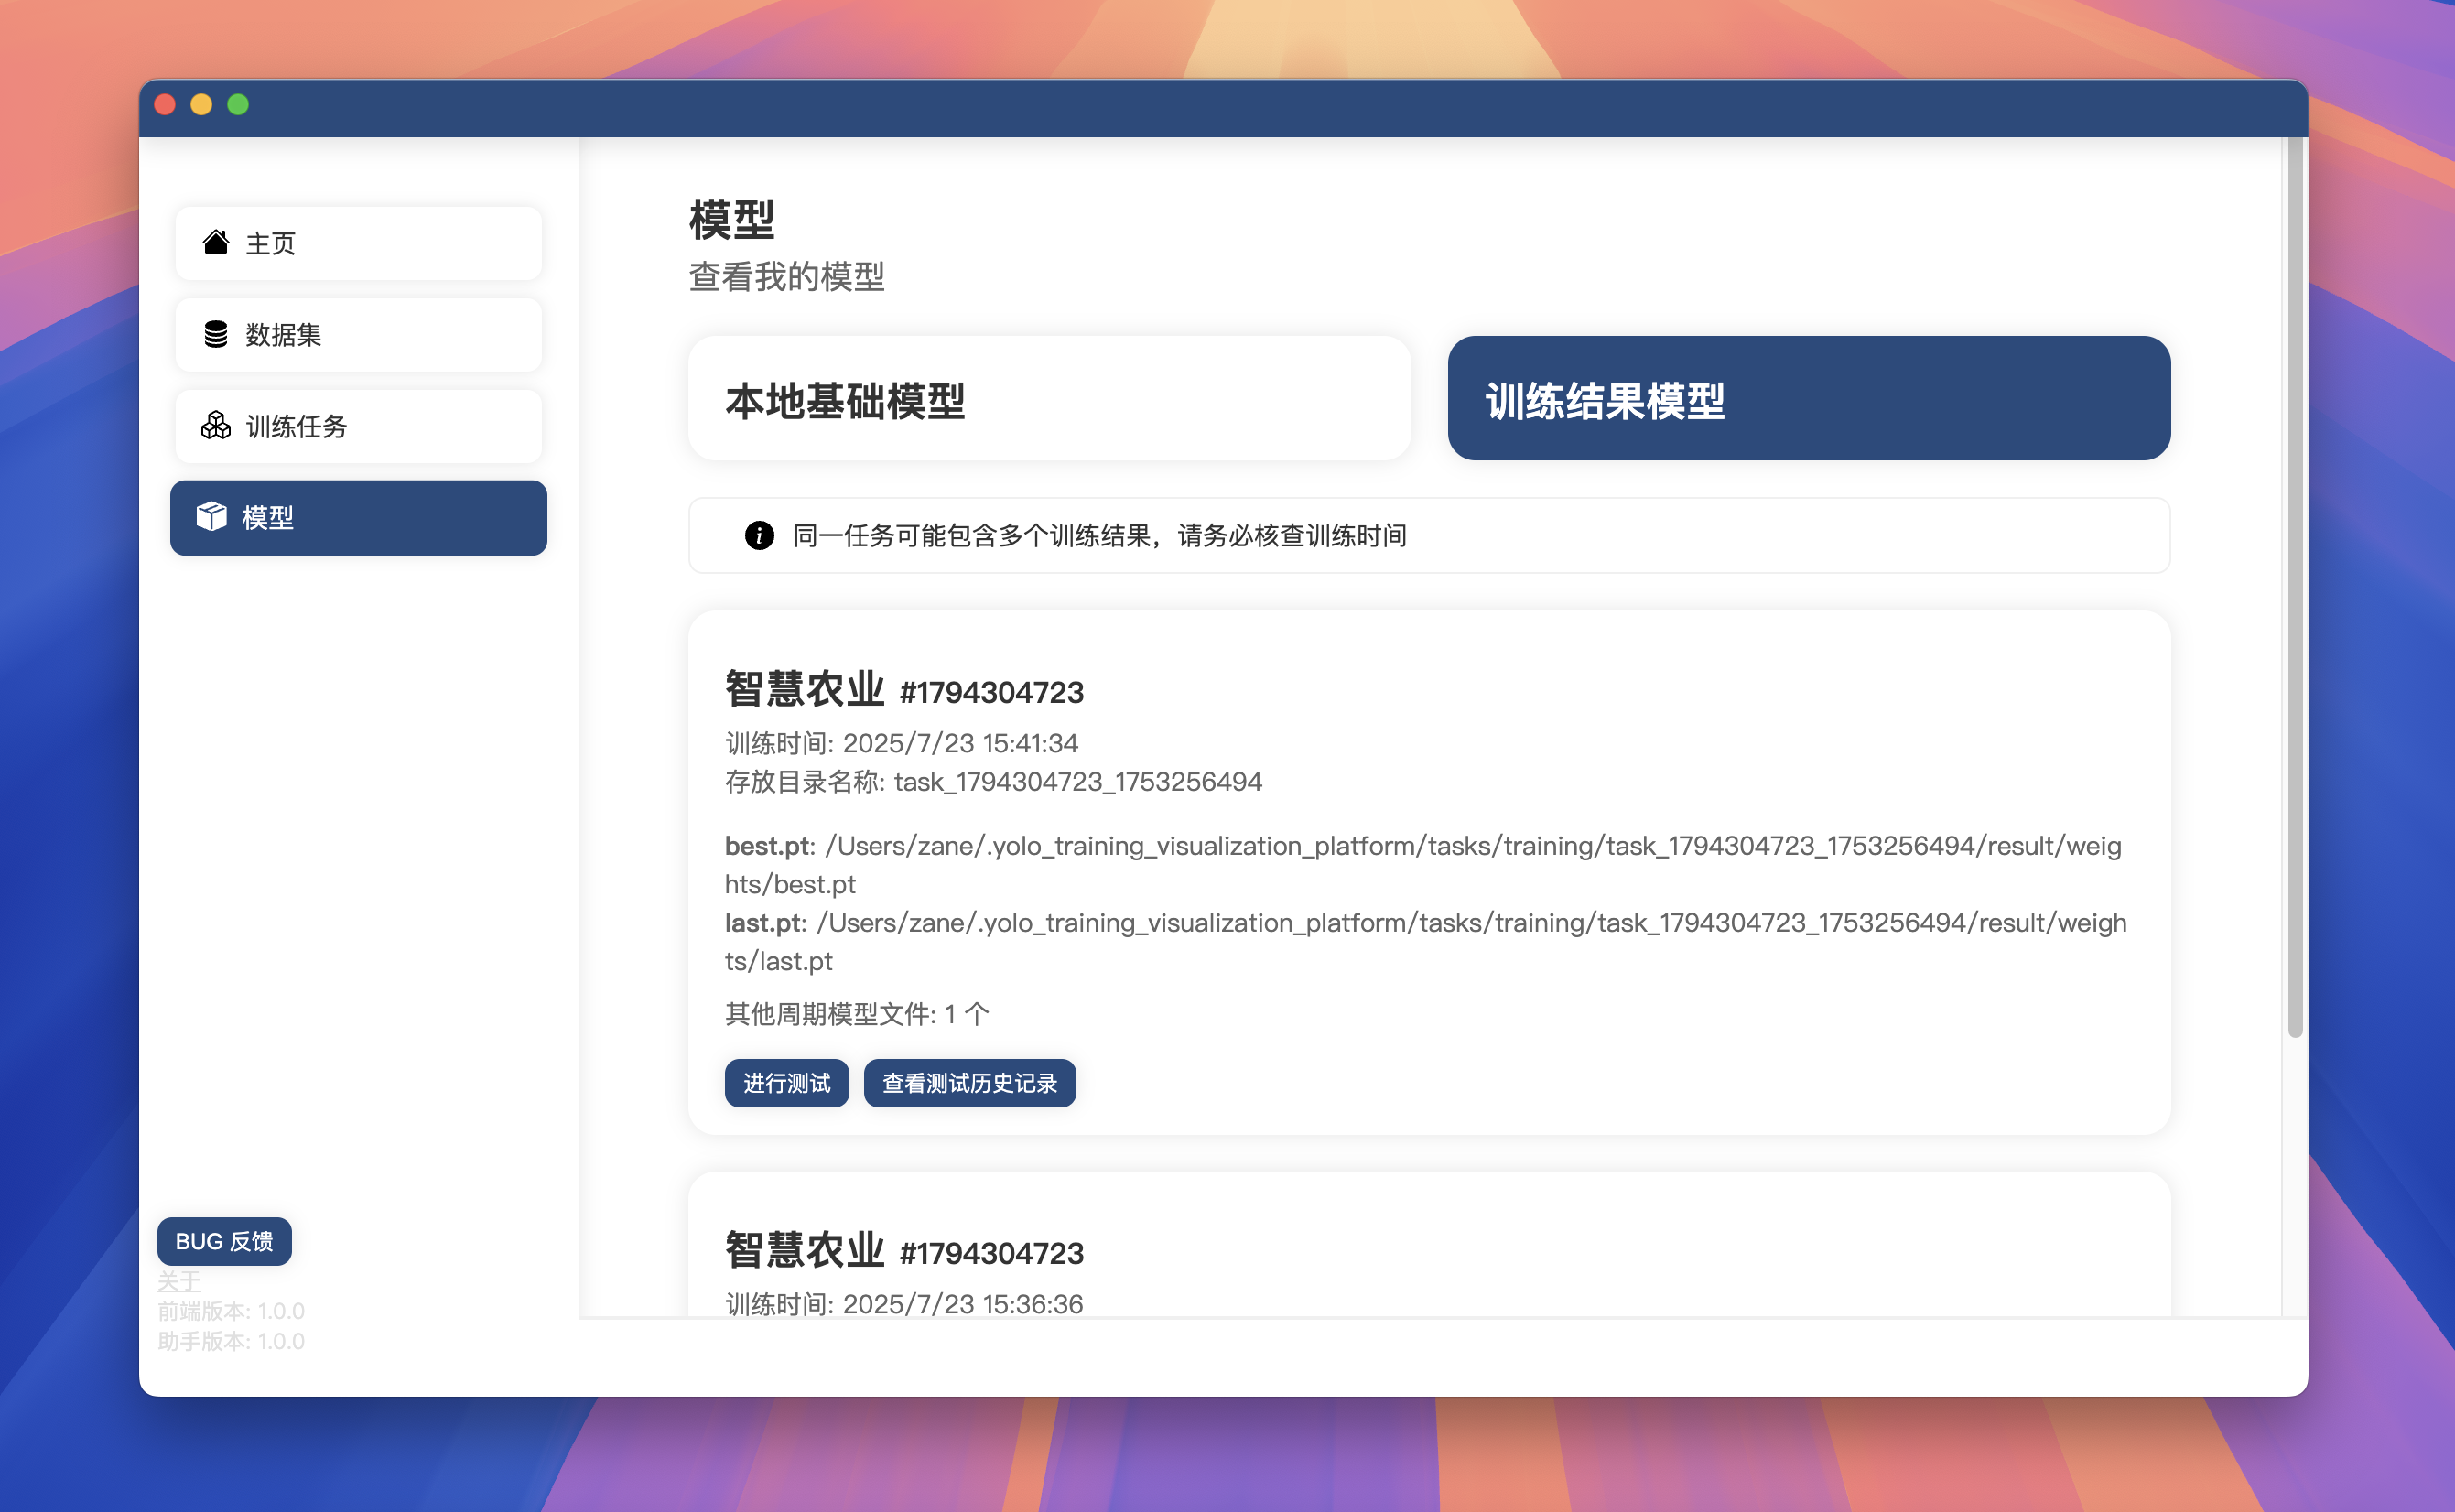 主页
数据集
训练任务
模型
BUG 反馈
关于
前端版本: 1.0.0
助手版本: 1.0.0
模型
查看我的模型
本地基础模型
训练结果模型
同一任务可能包含多个训练结果，请务必核查训练时间
智慧农业 #1794304723
训练时间: 2025/7/23 15:41:34
存放目录名称: task_1794304723_1753256494
best.pt: /Users/zane/.yolo_training_visualization_platform/tasks/training/task_1794304723_1753256494/result/weig
hts/best.pt
last.pt: /Users/zane/.yolo_training_visualization_platform/tasks/training/task_1794304723_1753256494/result/weigh
ts/last.pt
其他周期模型文件: 1 个
进行测试
查看测试历史记录
智慧农业 #1794304723
训练时间: 2025/7/23 15:36:36